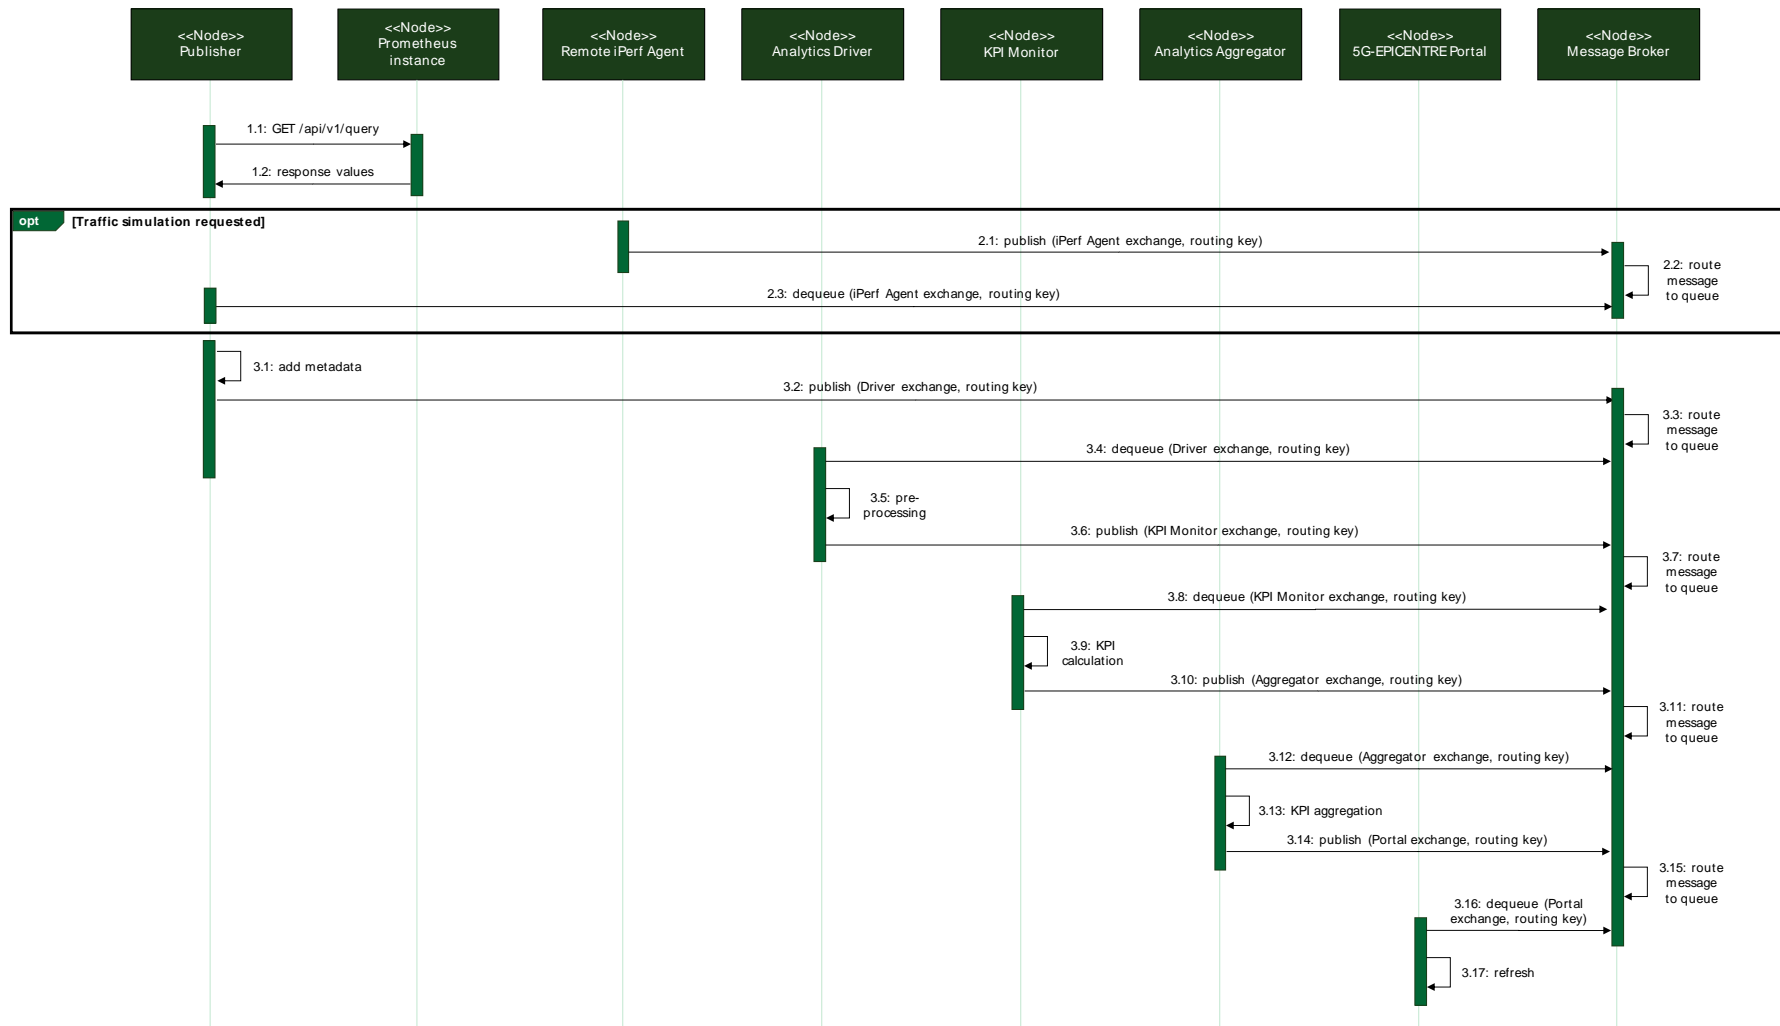 <<Node>>
Publisher
<<Node>>
Prometheus
instance
<<Node>>
Remote iPerf Agent
<<Node>>
Analytics Driver
<<Node>>
KPI Monitor
<<Node>>
Analytics Aggregator
<<Node>>
5G-EPICENTRE Portal
<<Node>>
Message Broker
1.1: GET /api/v1/query
1.2: response values
opt
[Traffic simulation requested]
2.1: publish (iPerf Agent exchange, routing key)
2.2: route
message
to queue
2.3: dequeue (iPerf Agent exchange, routing key)
3.1: add metadata
3.2: publish (Driver exchange, routing key)
3.3: route
message
to queue
3.4: dequeue (Driver exchange, routing key)
3.5: pre-
processing
3.6: publish (KPI Monitor exchange, routing key)
3.7: route
message
to queue
3.8: dequeue (KPI Monitor exchange, routing key)
3.9: KPI
calculation
3.10: publish (Aggregator exchange, routing key)
3.11: route
message
to queue
3.12: dequeue (Aggregator exchange, routing key)
3.13: KPI aggregation
3.14: publish (Portal exchange, routing key)
3.15: route
message
to queue
3.16: dequeue (Portal
exchange, routing key)
3.17: refresh